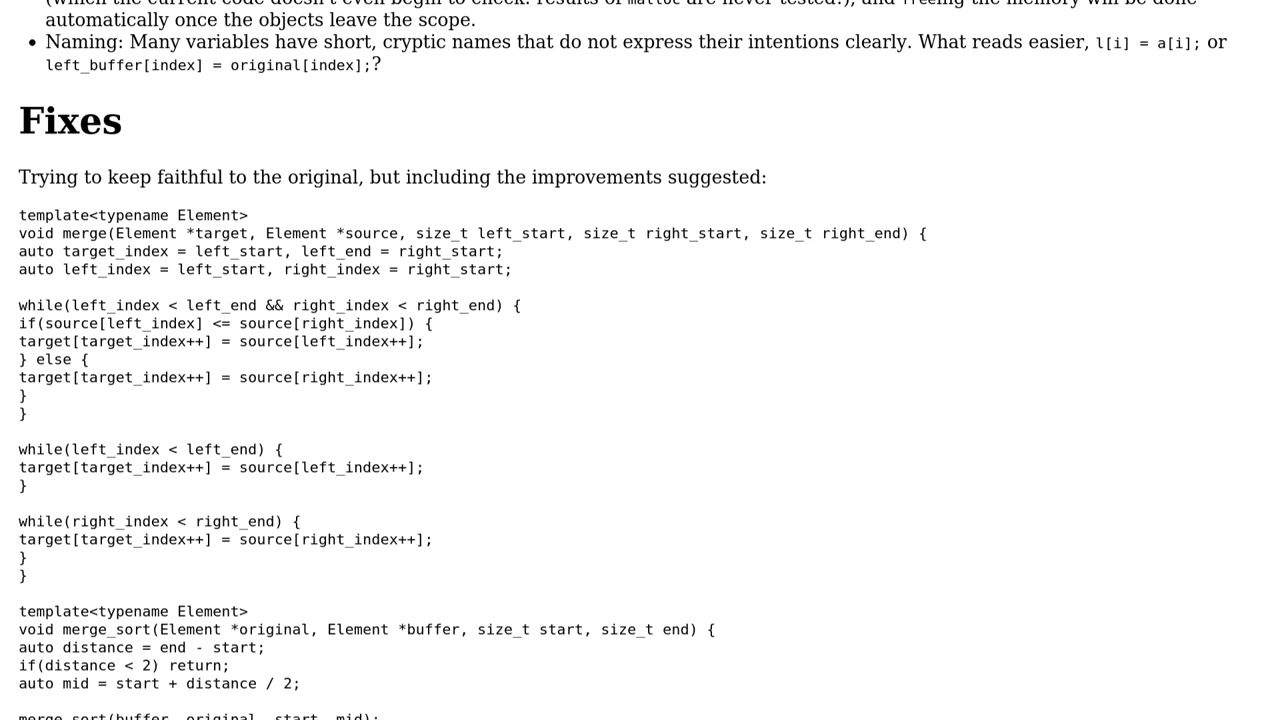 automatically once the objects leave the scope.
• Naming: Many variables have short, cryptic names that do not express their intentions clearly. What reads easier, l[i] = a[i]; or
left_buffer[index] = original[index];?
Fixes
Trying to keep faithful to the original, but including the improvements suggested:
template<typename Element>
void merge(Element *target, Element *source, size_t left_start, size_t right_start, size_t right_end) {
auto target_index = left_start, left_end = right_start;
auto left_index = left_start, right_index = right_start;
while(left_index < left_end && right_index < right_end) {
if(source[left_index] <= source[right_index]) {
target[target_index++] = source[left_index++];
} else {
target[target_index++] = source[right_index++];
}
}
while(left_index < left_end) {
target[target_index++] = source[left_index++];
}
while(right_index < right_end) {
target[target_index++] = source[right_index++];
}
}
template<typename Element>
void merge_sort(Element *original, Element *buffer, size_t start, size_t end) {
auto distance = end - start;
if(distance < 2) return;
auto mid = start + distance / 2;
merge_sort(buffer, original, start, mid);